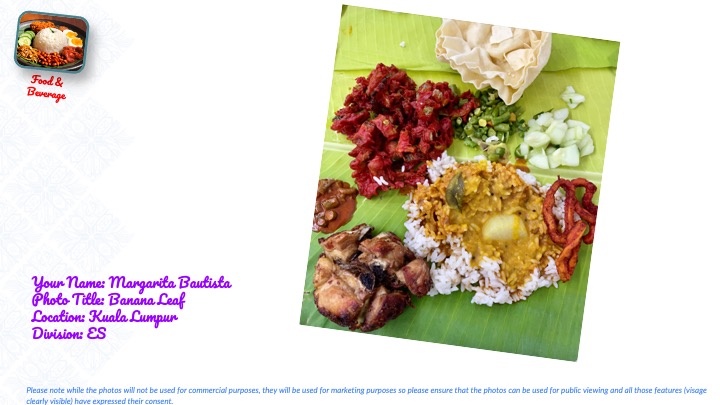 Food &
Beverage
Your Name: Margarita Bautista
Photo Title: Banana Leaf
Location: Kuala Lumpur
Division: ES
Please note while the photos will not be used for commercial purposes, they will be used for marketing purposes so please ensure that the photos can be used for public viewing and all those features (visage
clearly visible) have expressed their consent.